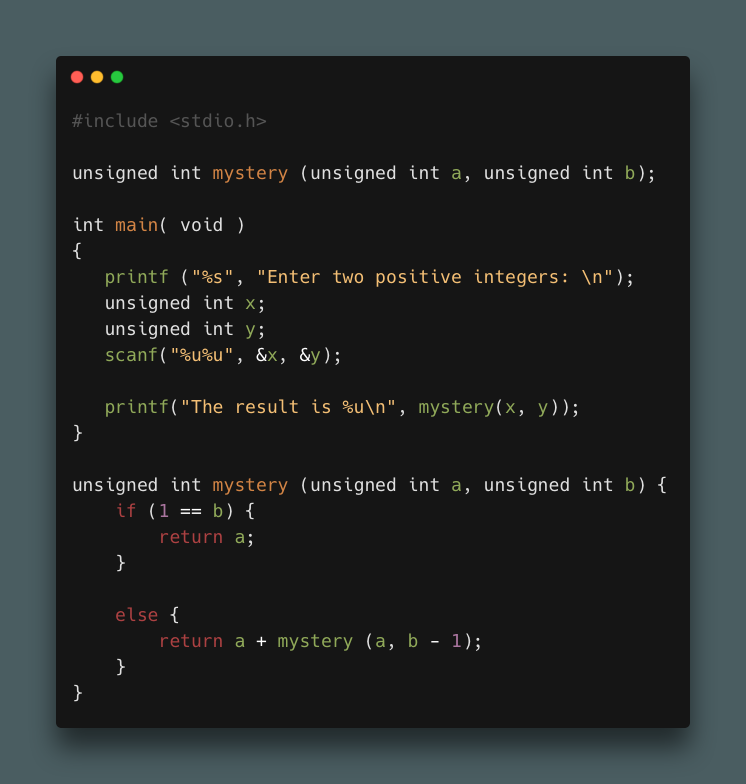 #include <stdio.h>

unsigned int mystery (unsigned int a, unsigned int b);

int main( void )
{
   printf ("%s", "Enter two positive integers: \n");
   unsigned int x;
   unsigned int y;
   scanf("%u%u", &x, &y);

   printf("The result is %u\n", mystery(x, y));
}

unsigned int mystery (unsigned int a, unsigned int b) {
    if (1 == b) {
        return a;
    }

    else {
        return a + mystery (a, b - 1);
    }
}